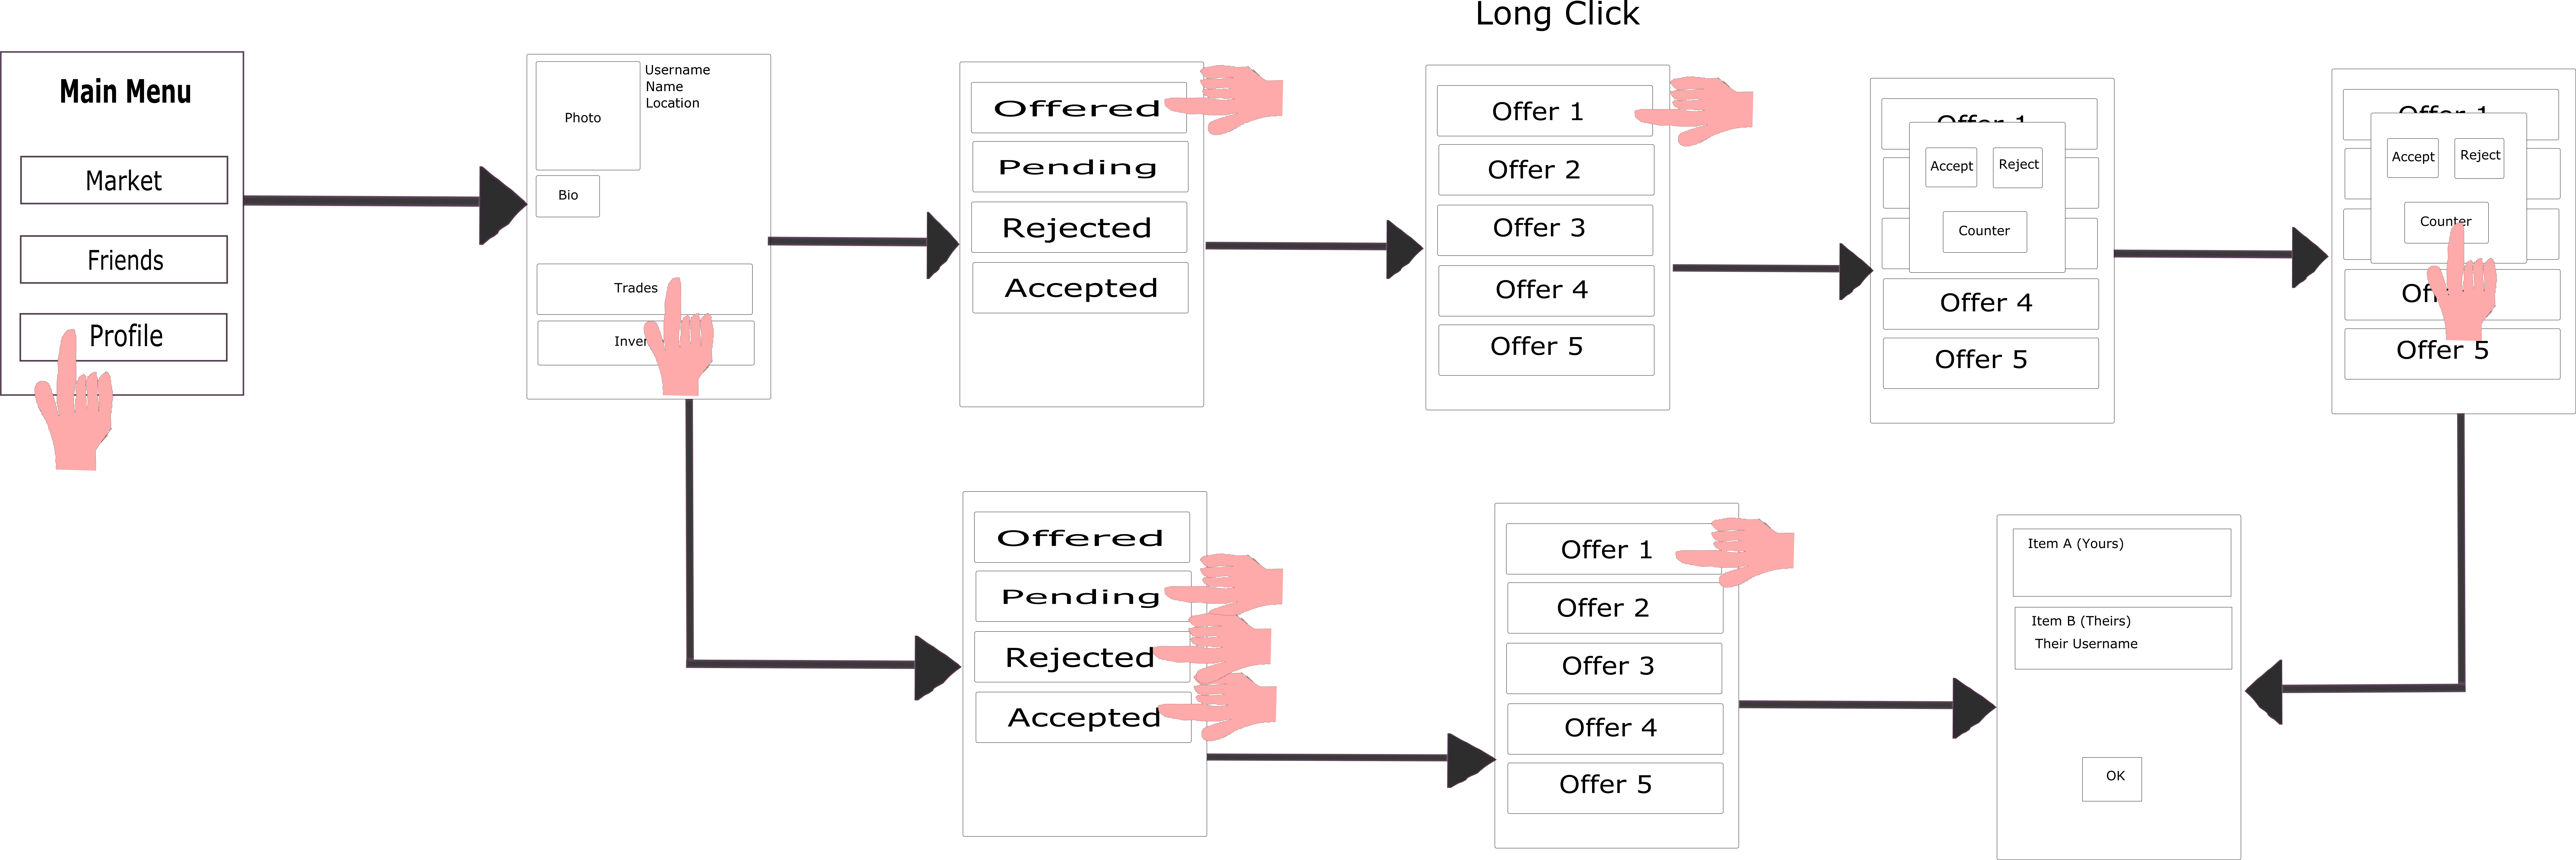 Long Click
Main Menu
Market
Friends
Profile
Photo
Username
Name
Location
Bio
Trades
Offered
Pending
Rejected
Accepted
Offer 1
Offer 2
Offer 3
Offer 4
Offer 5
Offer 1
Accept
Reject
Counter
Offer 4
Offer 5
Offer 1
Accept
Reject
Counter
Offer 5
Offered
Pending
Rejected
Accepted
Offer 1
Offer 2
Offer 3
Offer 4
Offer 5
Item A (Yours)
Item B (Theirs)
Their Username
OK